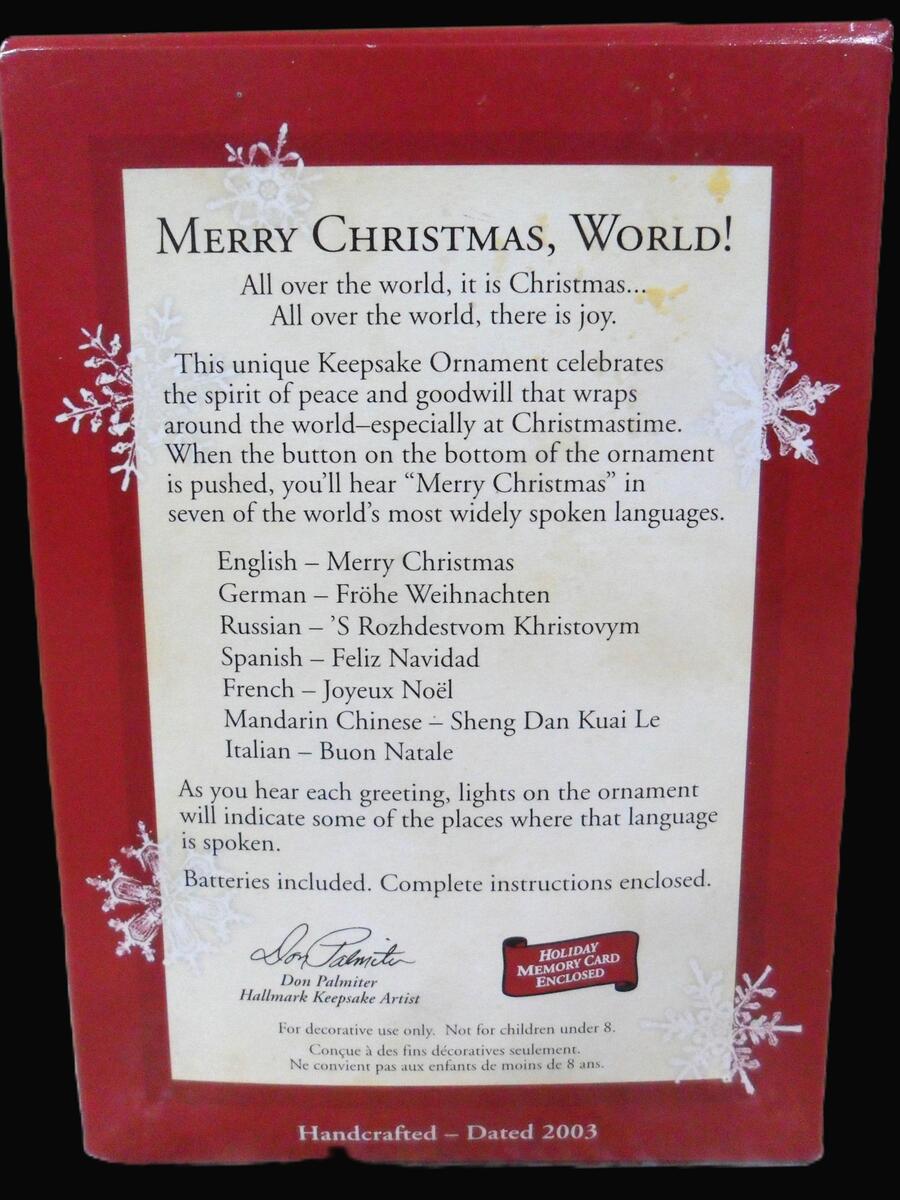 MERRY CHRISTMAS, WORLD!
All over the world, it is Christmas...
All over the world, there is joy.
This unique Keepsake Ornament celebrates
the spirit of peace and goodwill that wraps
around the world–especially at Christmastime.
When the button on the bottom of the ornament
is pushed, you'll hear “Merry Christmas” in
seven of the world's most widely spoken languages.
English – Merry Christmas
German – Fröhe Weihnachten
Russian – ’S Rozhdestvom Khristovym
Spanish – Feliz Navidad
French – Joyeux Noël
Mandarin Chinese – Sheng Dan Kuai Le
Italian – Buon Natale
As you hear each greeting, lights on the ornament
will indicate some of the places where that language
is spoken.
Batteries included. Complete instructions enclosed.
Don Palmiter
Don Palmiter
Hallmark Keepsake Artist
HOLIDAY
MEMORY CARD
ENCLOSED
For decorative use only. Not for children under 8.
Conçue à des fins décoratives seulement.
Ne convient pas aux enfants de moins de 8 ans.
Handcrafted – Dated 2003